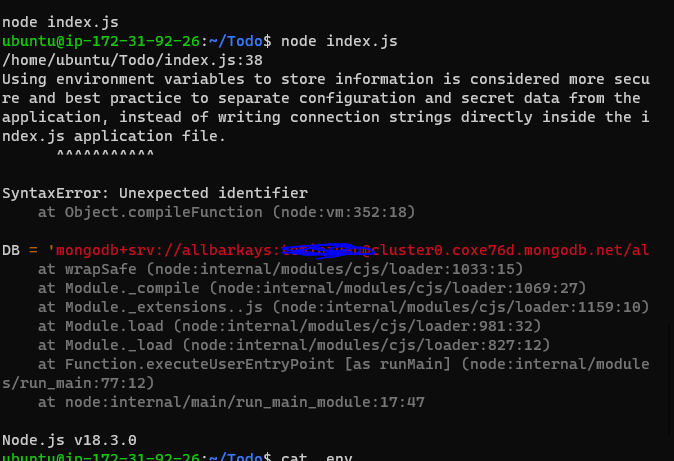 node index.js
ubuntu@ip-172-31-92-26:~/Todo$ node index.js
/home/ubuntu/Todo/index.js:38
Using environment variables to store information is considered more secu
re and best practice to separate configuration and secret data from the
application, instead of writing connection strings directly inside the i
ndex.js application file.
^^^^^^^^^^^
SyntaxError: Unexpected identifier
at Object.compileFunction (node:vm:352:18)
DB = 'mongodb+srv://allbarkays:@cluster0.coxe76d.mongodb.net/al
at wrapSafe (node:internal/modules/cjs/loader:1033:15)
at Module._compile (node:internal/modules/cjs/loader:1069:27)
at Module._extensions..js (node:internal/modules/cjs/loader:1159:10)
at Module.load (node:internal/modules/cjs/loader:981:32)
at Module._load (node:internal/modules/cjs/loader:827:12)
at Function.executeUserEntryPoint [as runMain] (node:internal/module
s/run_main:77:12)
at node:internal/main/run_main_module:17:47
Node.js v18.3.0
ubuntu@ip-172-31-92-26:~/Todo$ cat .env